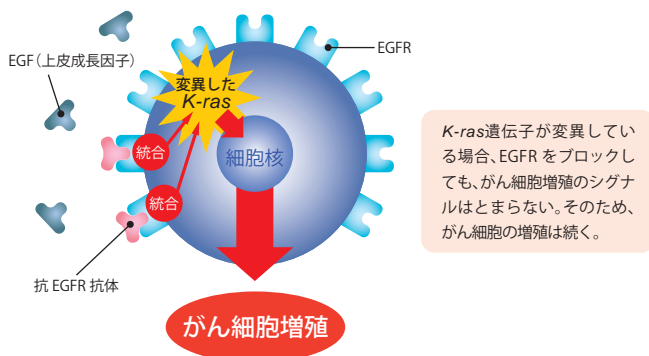 EGFR
EGF（上皮成長因子）
変異した
K-ras
統合
細胞核
統合
抗 EGFR 抗体
がん細胞増殖
K-ras遺伝子が変異してい
る場合、EGFR をブロックし
ても、がん細胞増殖のシグナ
ルはとまらない。そのため、
がん細胞の増殖は続く。